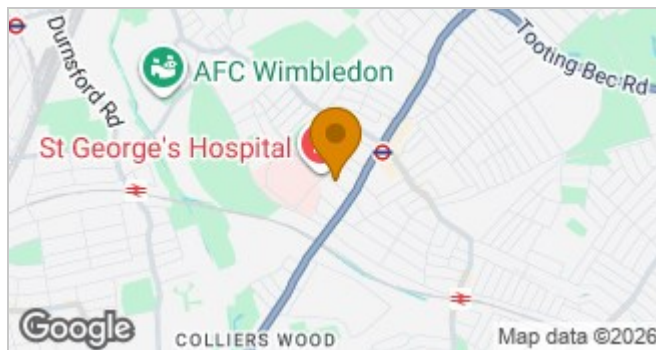 Durnsford Rd
AFC Wimbledon
Tooting Bec Rd
St George's Hospital
COLLIERS WOOD
Google
Map data ©2026